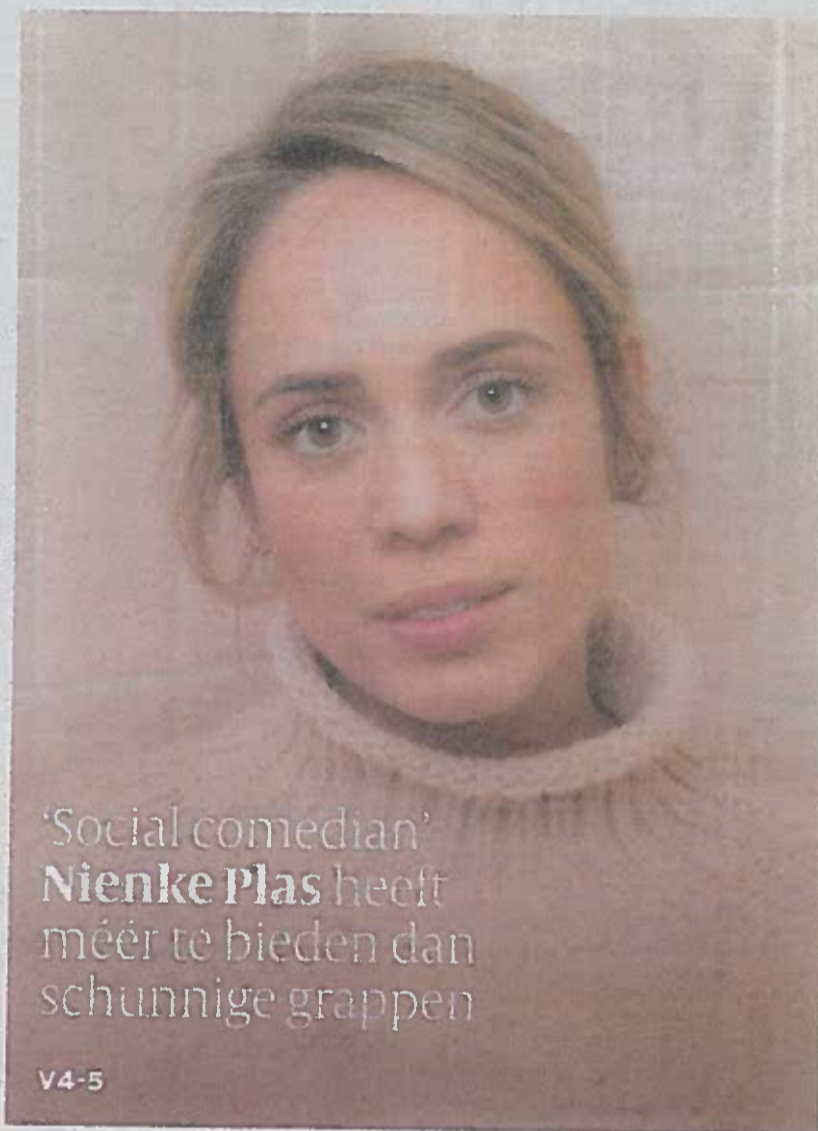 ‘Social comedian’
Nienke Plas heeft
méér te bieden dan
schunnige grappen
V4-5